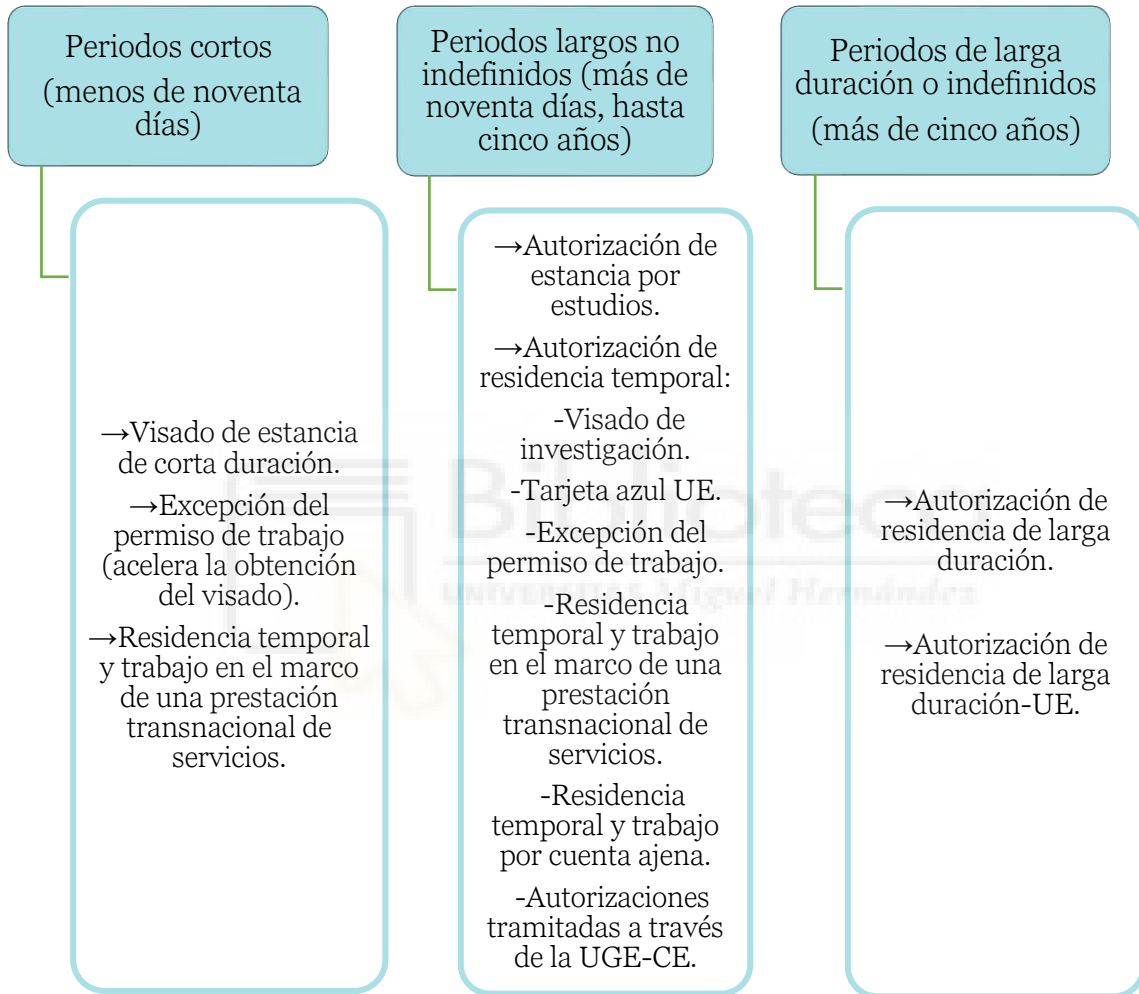 Periodos cortos
(menos de noventa
días)
→Visado de estancia
de corta duración.
→Excepción del
permiso de trabajo
(acelera la obtención
del visado).
→Residencia temporal
y trabajo en el marco
de una prestación
transnacional de
servicios.
Periodos largos no
indefinidos (más de
noventa días, hasta
cinco años)
→Autorización de
estancia por
estudios.
→Autorización de
residencia temporal:
-Visado de
investigación.
-Tarjeta azul UE.
-Excepción del
permiso de trabajo.
-Residencia
temporal y trabajo
en el marco de una
prestación
transnacional de
servicios.
-Residencia
temporal y trabajo
por cuenta ajena.
-Autorizaciones
tramitadas a través
de la UGE-CE.
Periodos de larga
duración o indefinidos
(más de cinco años)
→Autorización de
residencia de larga
duración.
→Autorización de
residencia de larga
duración-UE.
Biblioteca
UNIVERSITAS Miguel Hernández